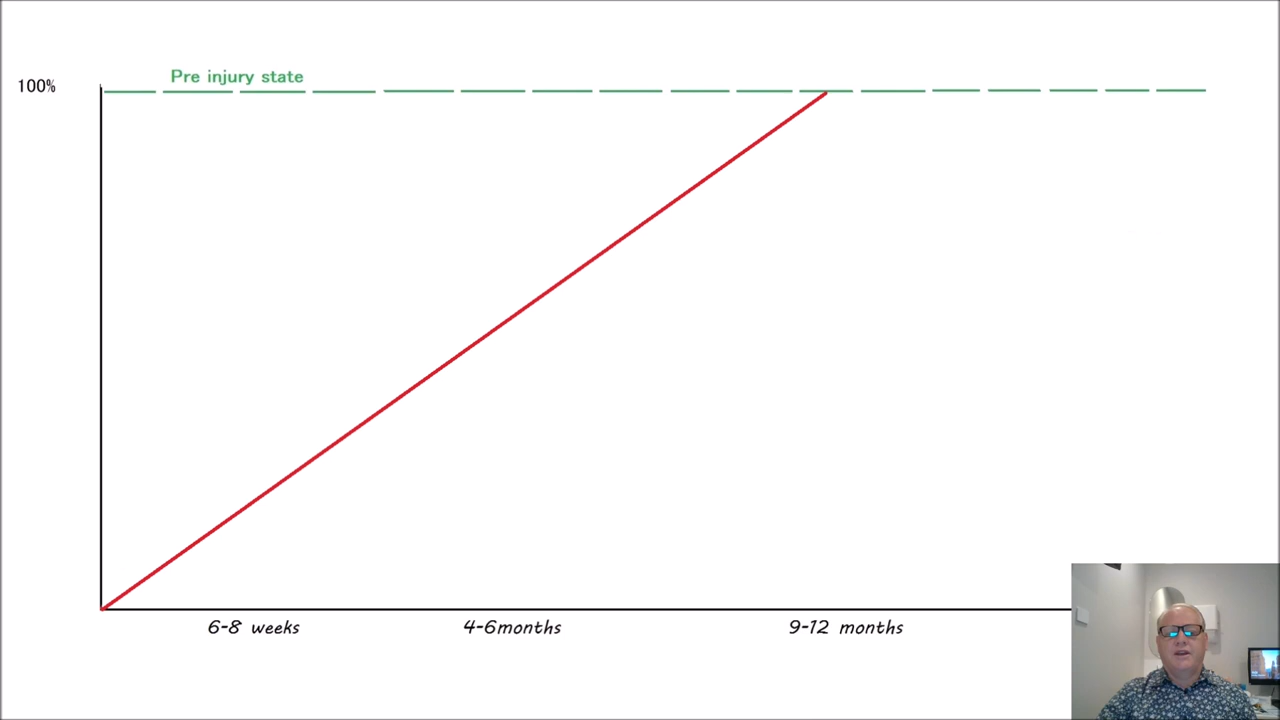 Pre injury state
100%
6-8 weeks
4-6months
9-12 months